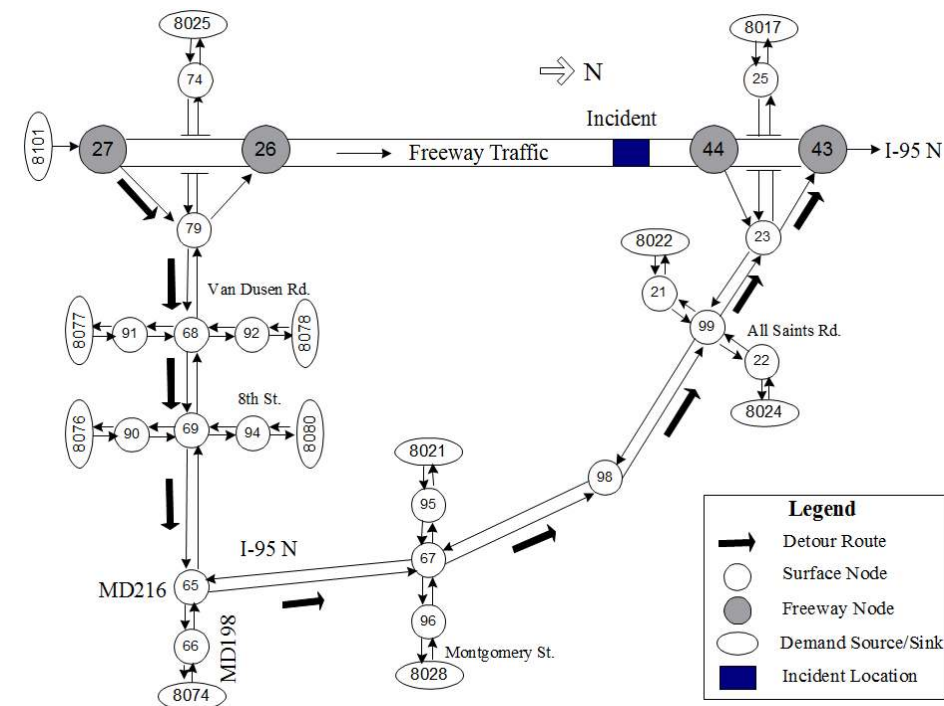 8025
8017
74
25
N
Incident
8101
27
26
Freeway Traffic
44
43
I-95 N
79
23
8022
21
Van Dusen Rd.
8077
91
68
92
8078
99
All Saints Rd.
22
8th St.
8024
8076
90
69
94
8080
8021
98
95
I-95 N
67
MD216
65
96
66
MD198
Montgomery St.
8074
8028
Legend
Detour Route
Surface Node
Freeway Node
Demand Source/Sink
Incident Location